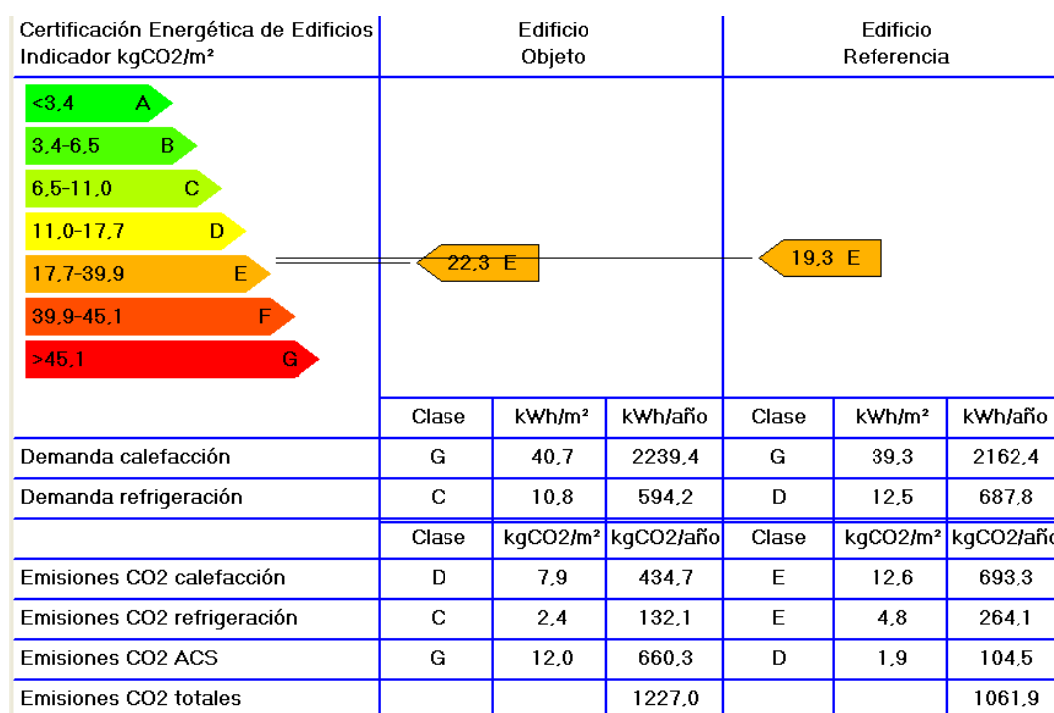 Certificación Energética de Edificios
Indicador kgCO2/m²
Edificio
Objeto
Edificio
Referencia
<3,4 A
3,4-6,5 B
6,5-11,0 C
11,0-17,7 D
17,7-39,9 E
39,9-45,1 F
>45,1 G
22,3 E
19,3 E
Clase kWh/m² kWh/año Clase kWh/m² kWh/año
Demanda calefacción G 40,7 2239,4 G 39,3 2162,4
Demanda refrigeración C 10,8 594,2 D 12,5 687,8
Clase kgCO2/m² kgCO2/año Clase kgCO2/m² kgCO2/año
Emisiones CO2 calefacción D 7,9 434,7 E 12,6 693,3
Emisiones CO2 refrigeración C 2,4 132,1 E 4,8 264,1
Emisiones CO2 ACS G 12,0 660,3 D 1,9 104,5
Emisiones CO2 totales 1227,0 1061,9